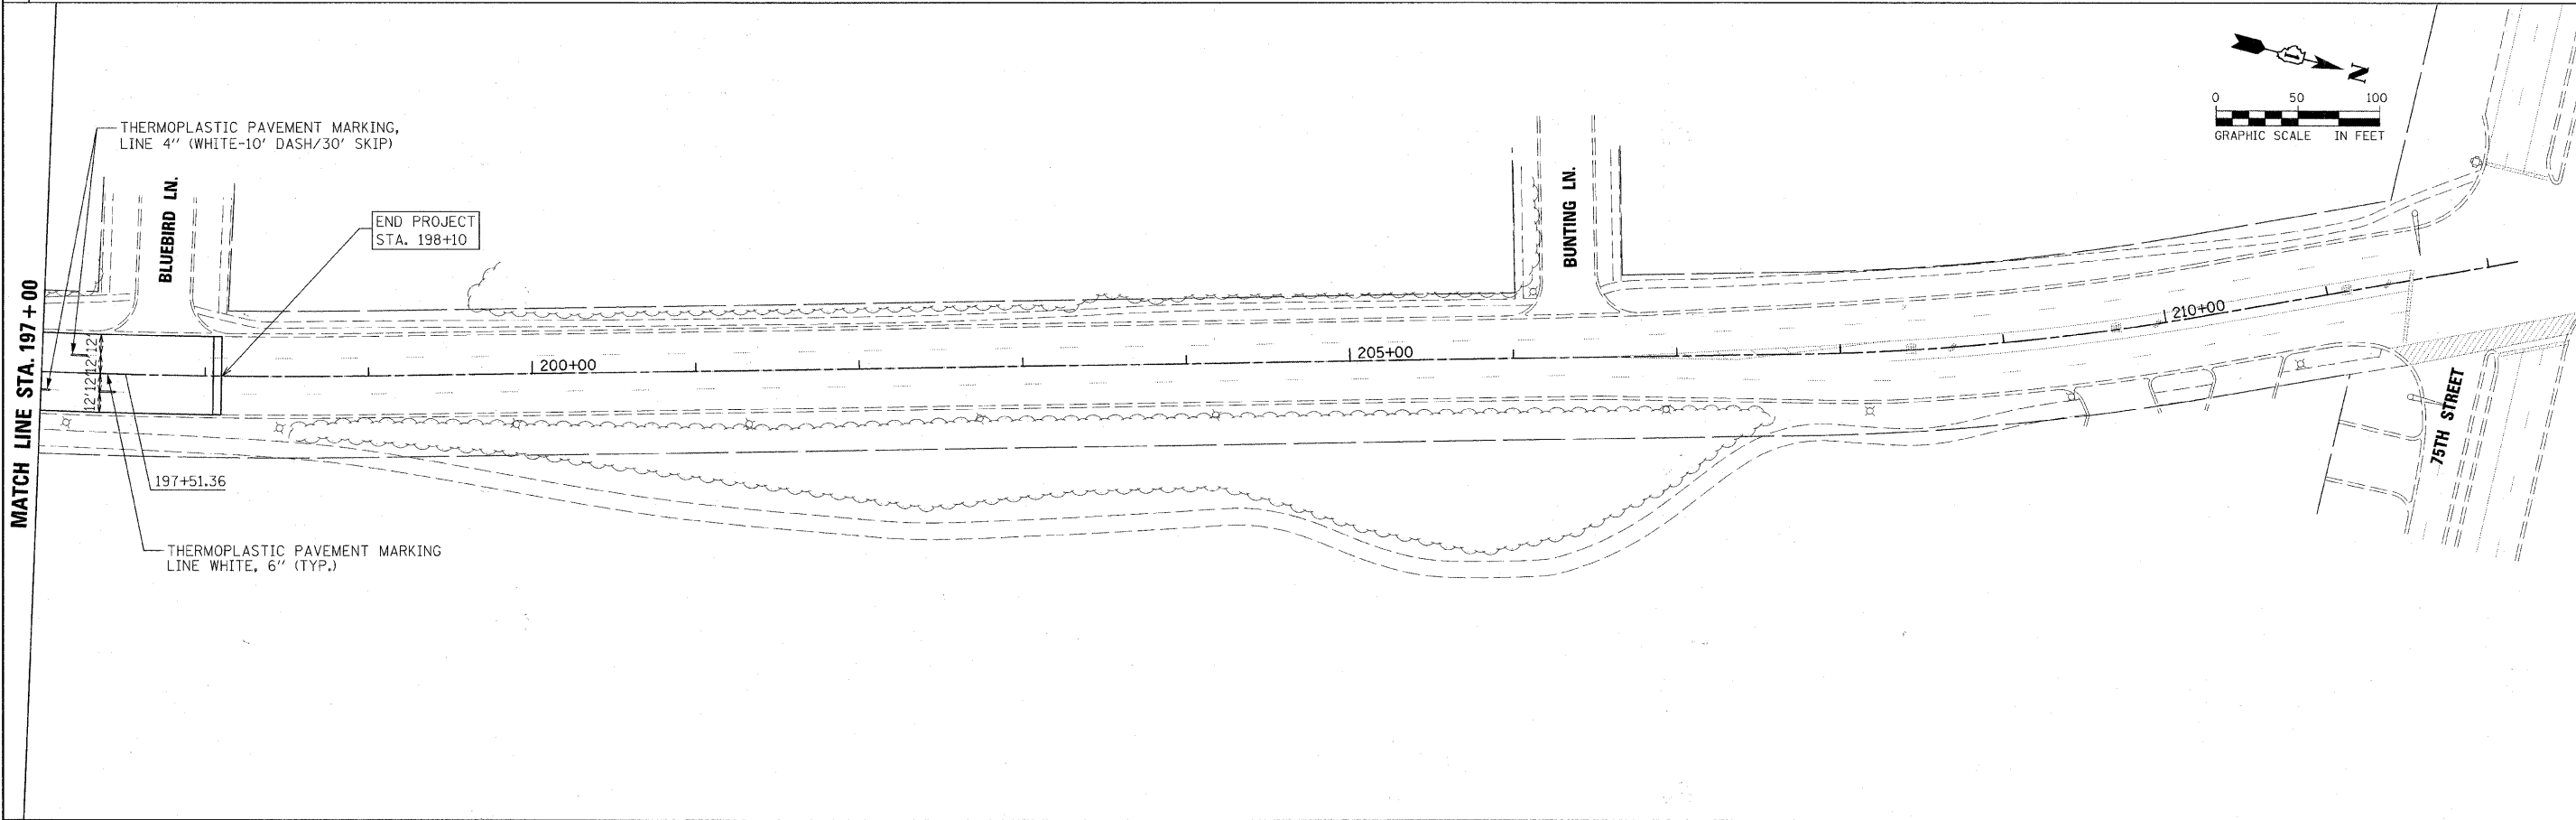 MATCH LINE STA. 197+00
THERMOPLASTIC PAVEMENT MARKING,
LINE 4" (WHITE-10' DASH/30' SKIP)
BLUEBIRD LN.
END PROJECT
STA. 198+10
12' 12' 12' 12'
197+51.36
THERMOPLASTIC PAVEMENT MARKING
LINE WHITE, 6" (TYP.)
200+00
205+00
BUNTING LN.
210+00
75TH STREET
N
0 50 100
GRAPHIC SCALE IN FEET